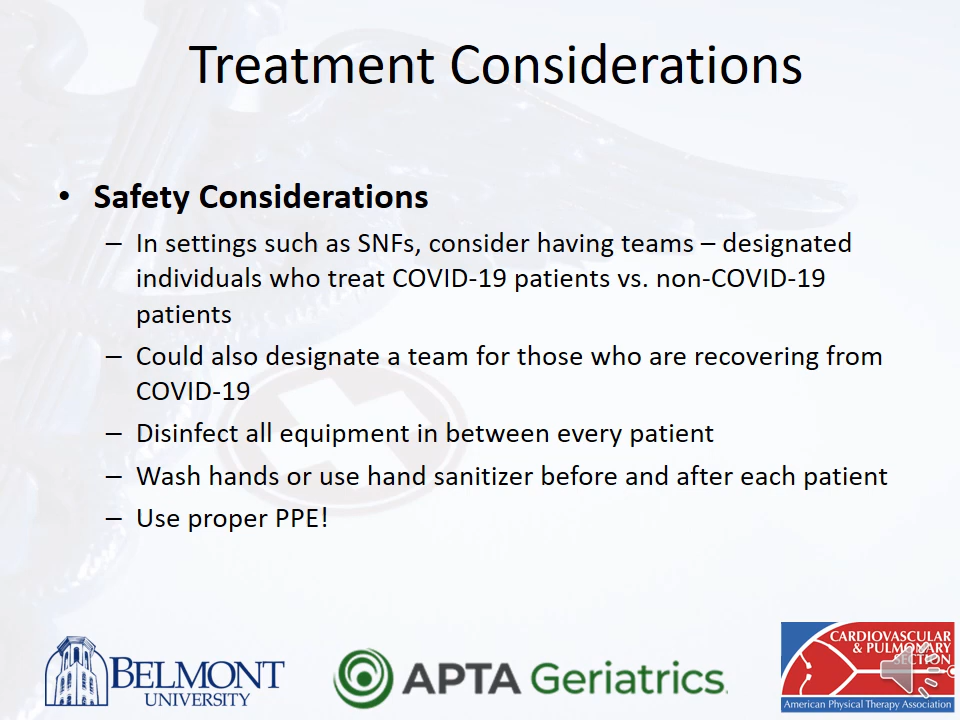 Treatment Considerations
• Safety Considerations
– In settings such as SNFs, consider having teams – designated
individuals who treat COVID-19 patients vs. non-COVID-19
patients
– Could also designate a team for those who are recovering from
COVID-19
– Disinfect all equipment in between every patient
– Wash hands or use hand sanitizer before and after each patient
– Use proper PPE!
BELMONT
UNIVERSITY
APTA Geriatrics
CARDIOVASCULAR
& PULMONARY
SECTION
American Physical Therapy Association